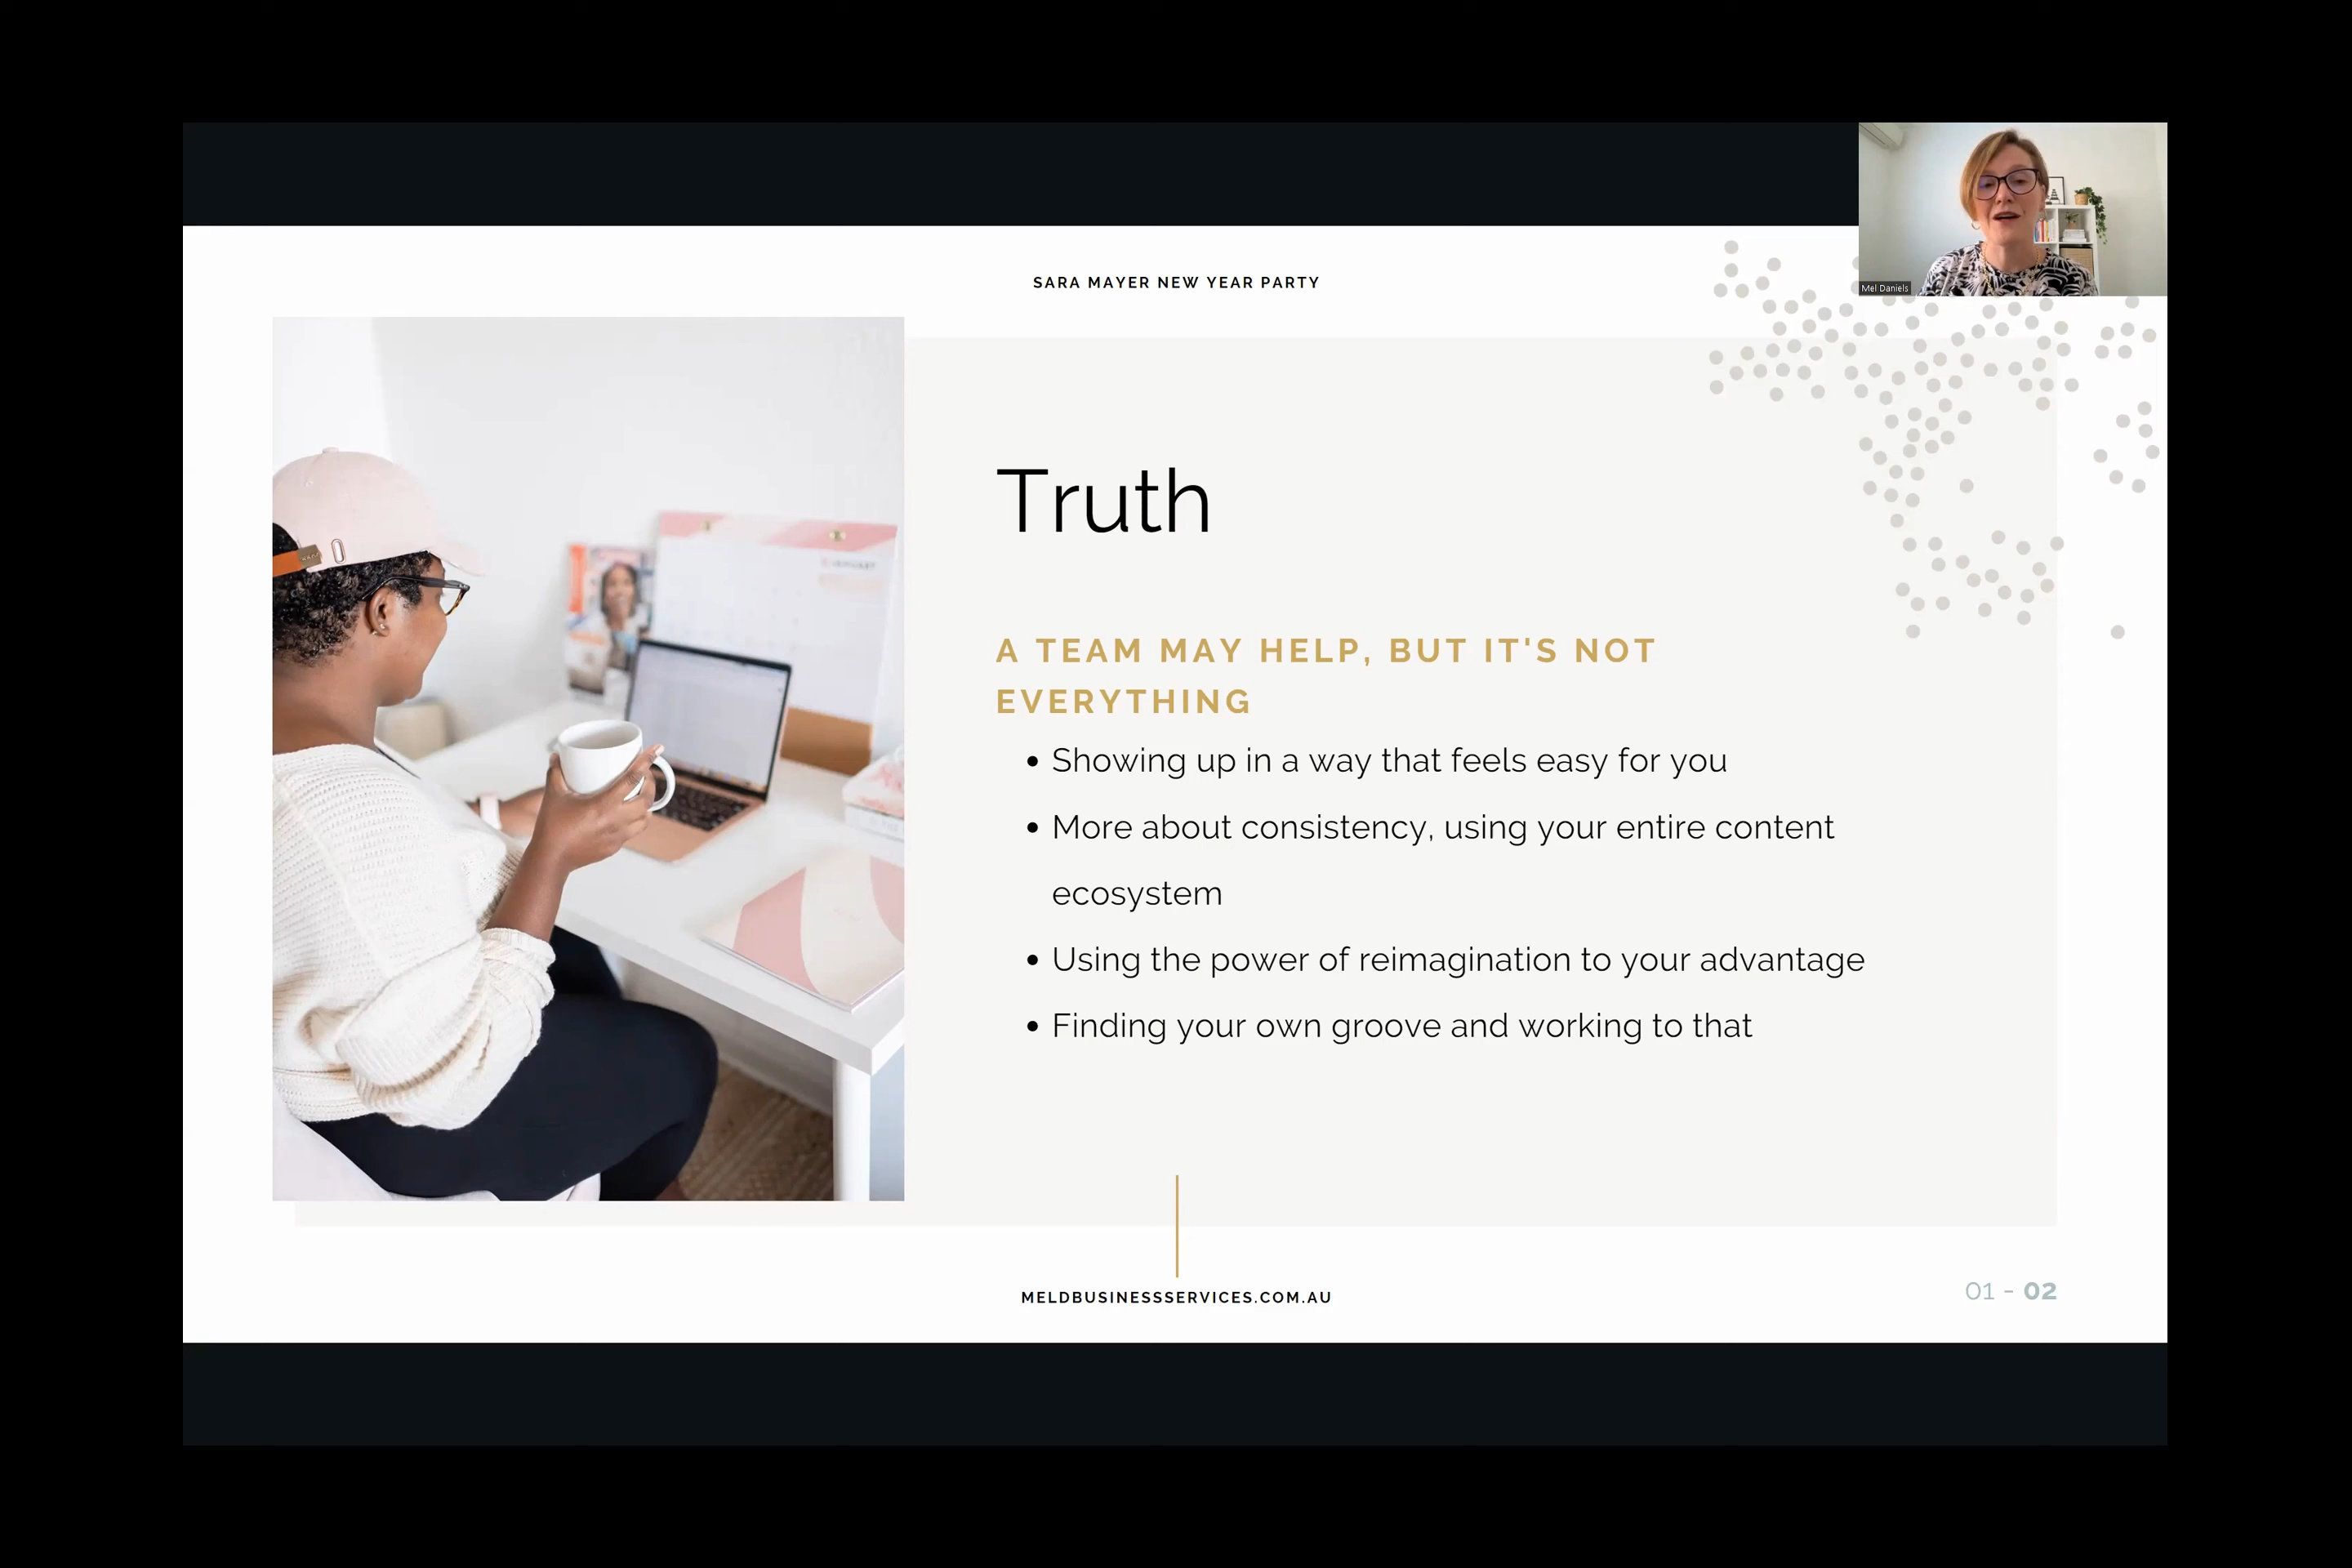 Mel Daniels
SARA MAYER NEW YEAR PARTY
Truth
A TEAM MAY HELP, BUT IT'S NOT
EVERYTHING
• Showing up in a way that feels easy for you
• More about consistency, using your entire content
ecosystem
• Using the power of reimagination to your advantage
• Finding your own groove and working to that
MELDBUSINESSSERVICES.COM.AU
01 - 02